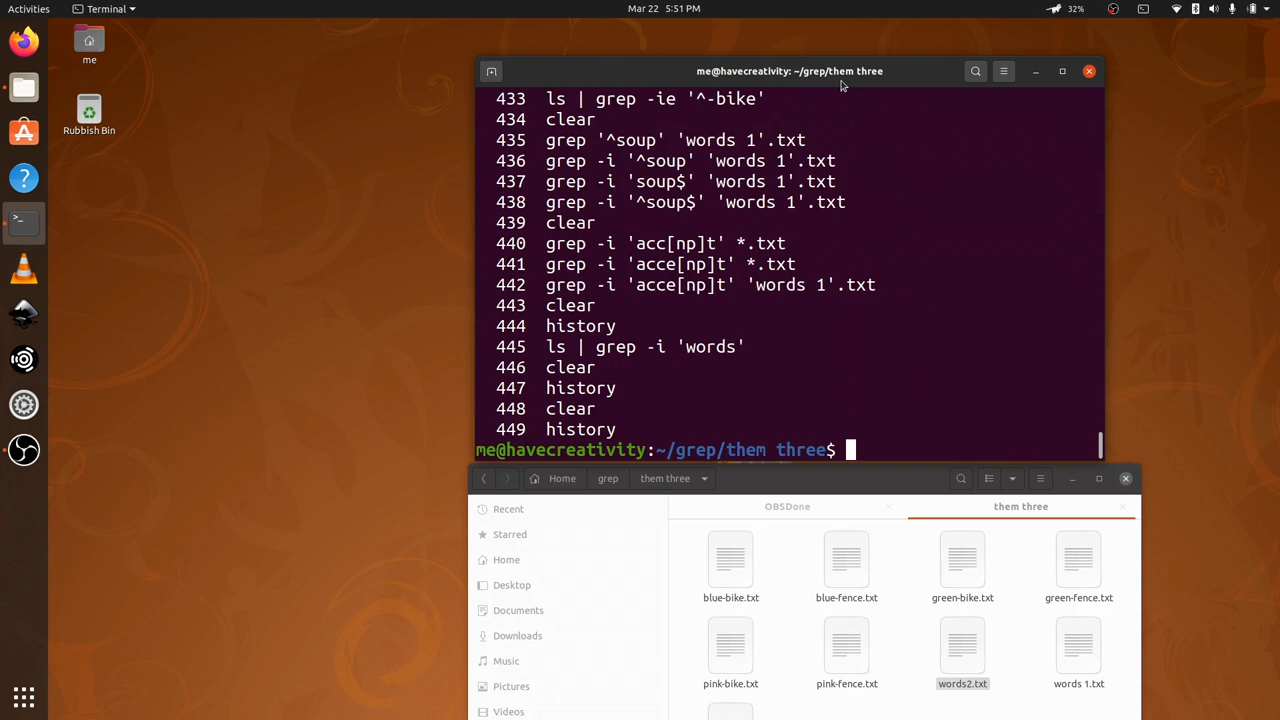 Activities
Terminal
Mar 22 5:51 PM
32%
me
Rubbish Bin
me@havecreativity: ~/grep/them three
433 ls | grep -ie '^-bike'
434 clear
435 grep '^soup' 'words 1'.txt
436 grep -i '^soup' 'words 1'.txt
437 grep -i 'soup$' 'words 1'.txt
438 grep -i '^soup$' 'words 1'.txt
439 clear
440 grep -i 'acc[np]t' *.txt
441 grep -i 'acce[np]t' *.txt
442 grep -i 'acce[np]t' 'words 1'.txt
443 clear
444 history
445 ls | grep -i 'words'
446 clear
447 history
448 clear
449 history
me@havecreativity:~/grep/them three$
Home
grep
them three
Recent
Starred
Home
Desktop
Documents
Downloads
Music
Pictures
Videos
OBSDone
them three
blue-bike.txt
blue-fence.txt
green-bike.txt
green-fence.txt
pink-bike.txt
pink-fence.txt
words2.txt
words 1.txt